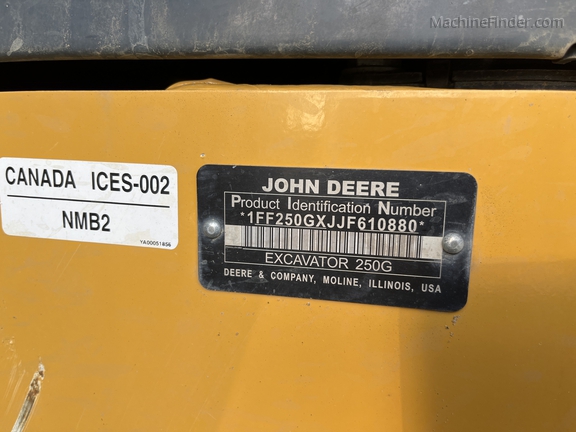 MachineFinder.com
CANADA ICES-002
NMB2
YA00051856
JOHN DEERE
Product Identification Number
*1FF250GXJJF610880*
EXCAVATOR 250G
DEERE & COMPANY, MOLINE, ILLINOIS, USA